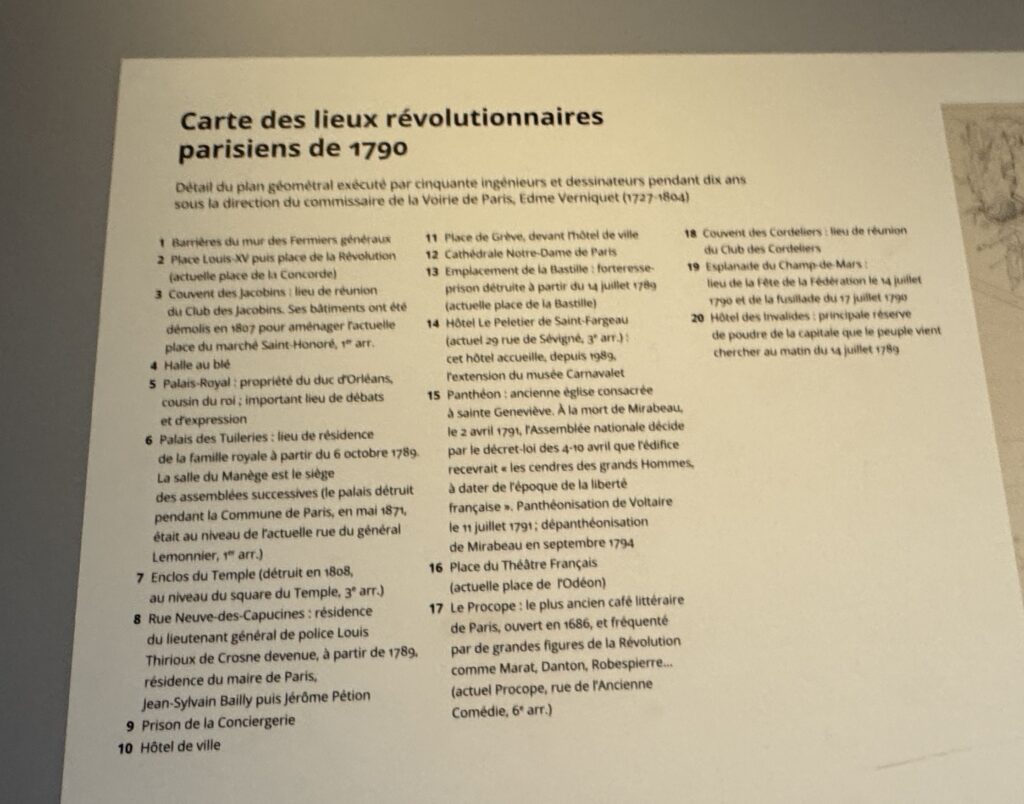 Carte des lieux révolutionnaires
parisiens de 1790
Détail du plan géométral exécuté par cinquante ingénieurs et dessinateurs pendant dix ans
sous la direction du commissaire de la Voirie de Paris, Edme Verniquet (1727-1804)
1 Barrières du mur des Fermiers généraux
2 Place Louis-XV puis place de la Révolution
(actuelle place de la Concorde)
3 Couvent des Jacobins : lieu de réunion
du Club des Jacobins. Ses bâtiments ont été
démolis en 1807 pour aménager l'actuelle
place du marché Saint-Honoré, 1er arr.
4 Halle au blé
5 Palais-Royal : propriété du duc d'Orléans,
cousin du roi ; important lieu de débats
et d'expression
6 Palais des Tuileries : lieu de résidence
de la famille royale à partir du 6 octobre 1789.
La salle du Manège est le siège
des assemblées successives (le palais détruit
pendant la Commune de Paris, en mai 1871,
était au niveau de l'actuelle rue du général
Lemonnier, 1er arr.)
7 Enclos du Temple (détruit en 1808,
au niveau du square du Temple, 3e arr.)
8 Rue Neuve-des-Capucines : résidence
du lieutenant général de police Louis
Thirioux de Crosne devenue, à partir de 1789,
résidence du maire de Paris,
Jean-Sylvain Bailly puis Jérôme Pétion
9 Prison de la Conciergerie
10 Hôtel de ville
11 Place de Grève, devant l'hôtel de ville
12 Cathédrale Notre-Dame de Paris
13 Emplacement de la Bastille : forteresse-
prison détruite à partir du 14 juillet 1789
(actuelle place de la Bastille)
14 Hôtel Le Peletier de Saint-Fargeau
(actuel 29 rue de Sévigné, 3e arr.) :
cet hôtel accueille, depuis 1989,
l'extension du musée Carnavalet
15 Panthéon : ancienne église consacrée
à sainte Geneviève. À la mort de Mirabeau,
le 2 avril 1791, l'Assemblée nationale décide
par le décret-loi des 4-10 avril que l'édifice
recevrait « les cendres des grands Hommes,
à dater de l'époque de la liberté
française ». Panthéonisation de Voltaire
le 11 juillet 1791 ; dépanthéonisation
de Mirabeau en septembre 1794
16 Place du Théâtre Français
(actuelle place de l'Odéon)
17 Le Procope : le plus ancien café littéraire
de Paris, ouvert en 1686, et fréquenté
par de grandes figures de la Révolution
comme Marat, Danton, Robespierre...
(actuel Procope, rue de l'Ancienne
Comédie, 6e arr.)
18 Couvent des Cordeliers : lieu de réunion
du Club des Cordeliers
19 Esplanade du Champ-de-Mars :
lieu de la Fête de la Fédération le 14 juillet
1790 et de la fusillade du 17 juillet 1790
20 Hôtel des Invalides : principale réserve
de poudre de la capitale que le peuple vient
chercher au matin du 14 juillet 1789